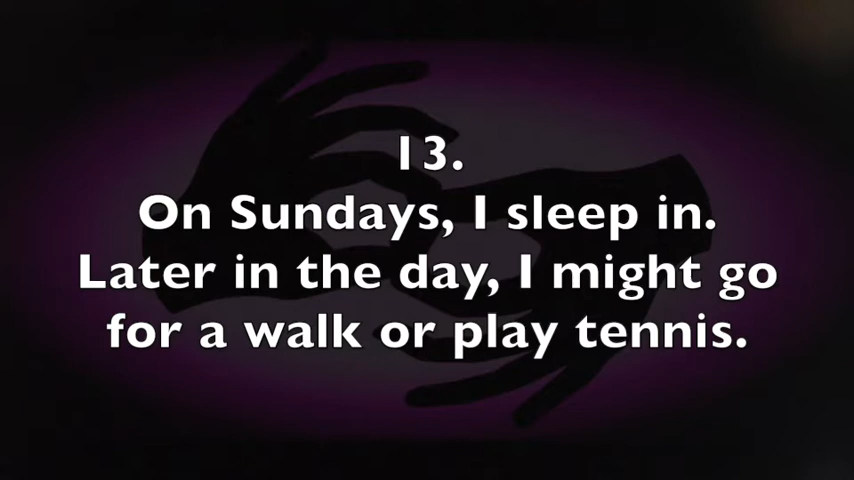 13.
On Sundays, I sleep in.
Later in the day, I might go
for a walk or play tennis.